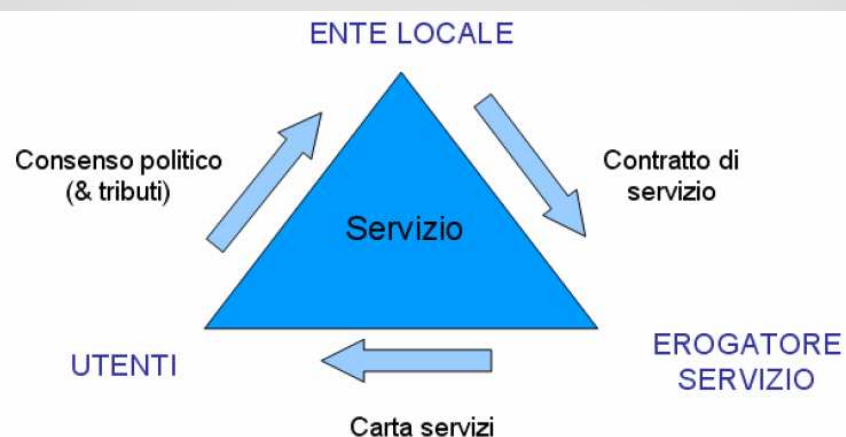 ENTE LOCALE
Consenso politico
(& tributi)
Contratto di
servizio
Servizio
UTENTI
EROGATORE
SERVIZIO
Carta servizi